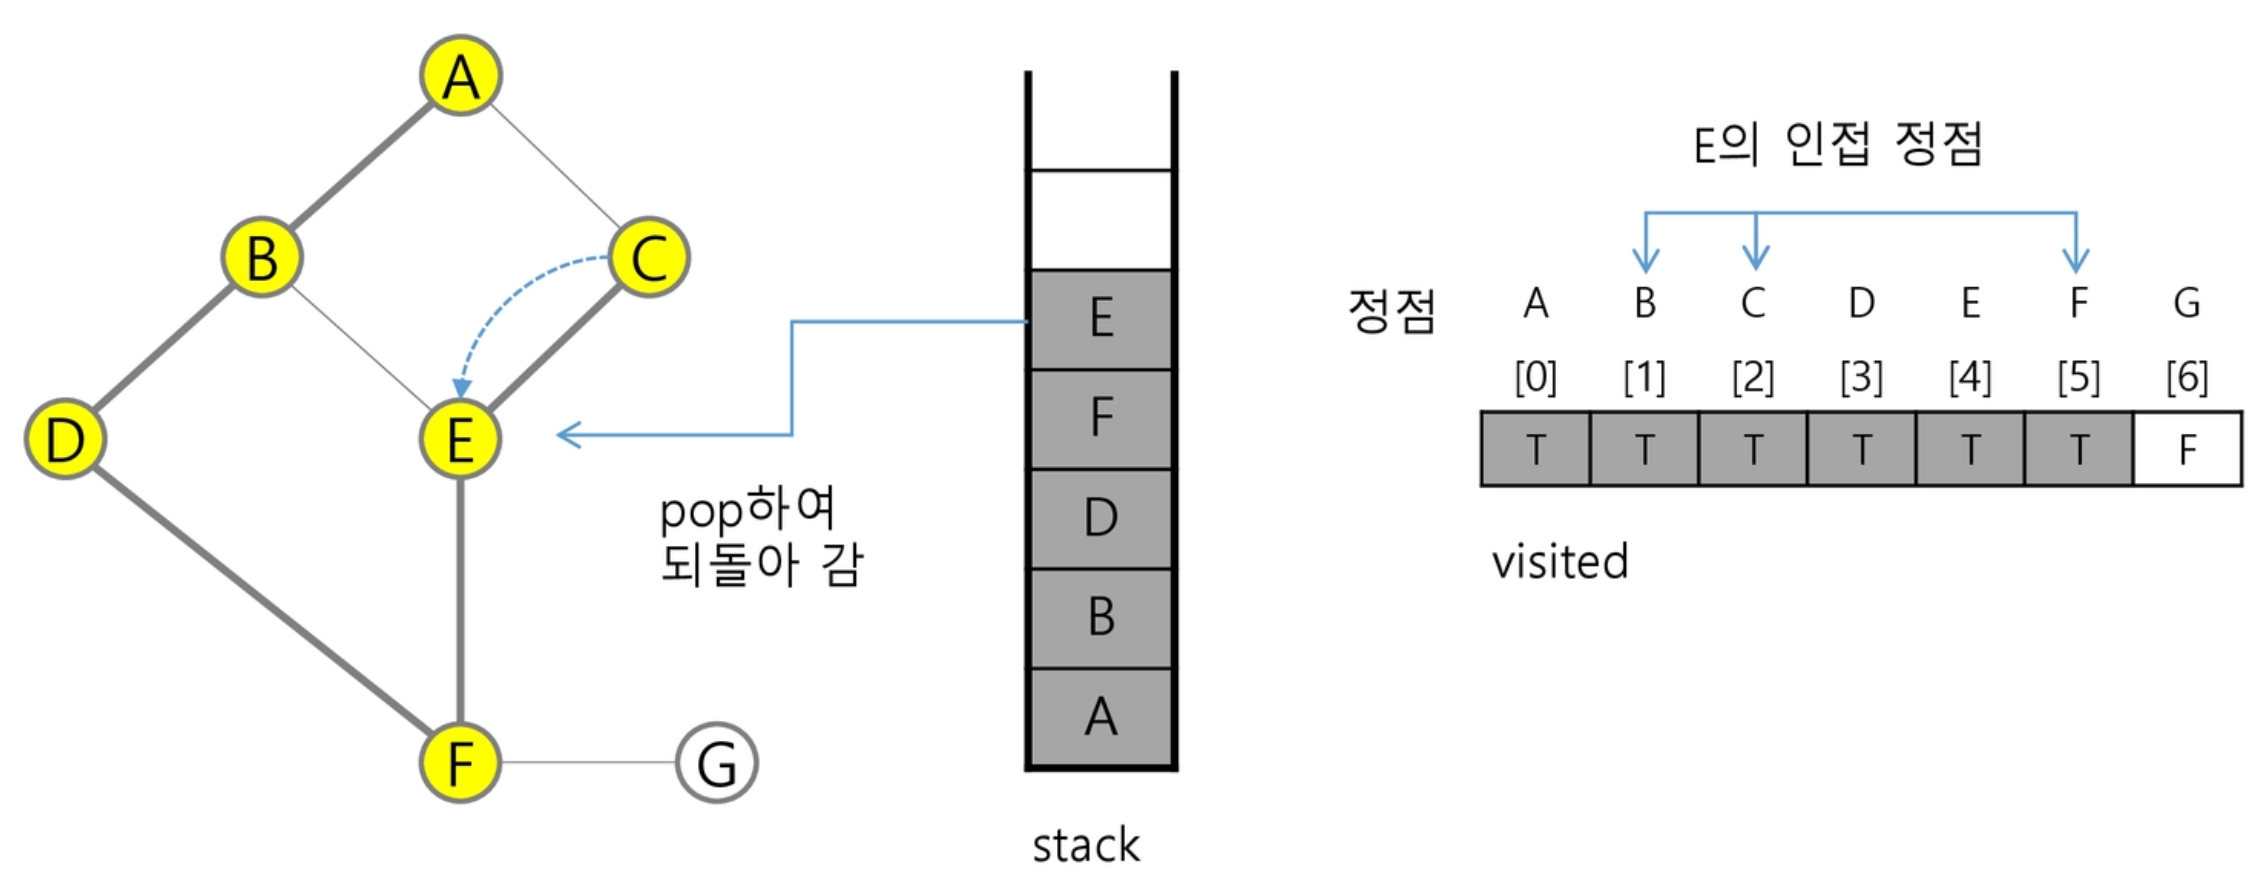 A
B
C
D
E
F
G
pop하여
되돌아 감
E
F
D
B
A
stack
E의 인접 정점
정점 A B C D E F G
[0] [1] [2] [3] [4] [5] [6]
T T T T T T F
visited